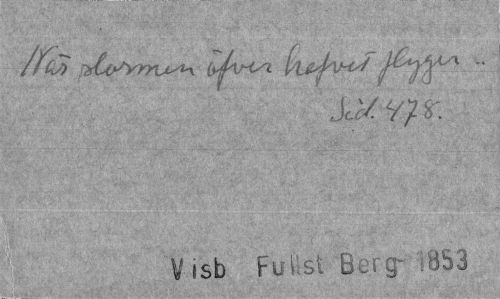 När stormen öfver hafvet flyger ..
Sid. 478.
Visb Fullst Berg 1853